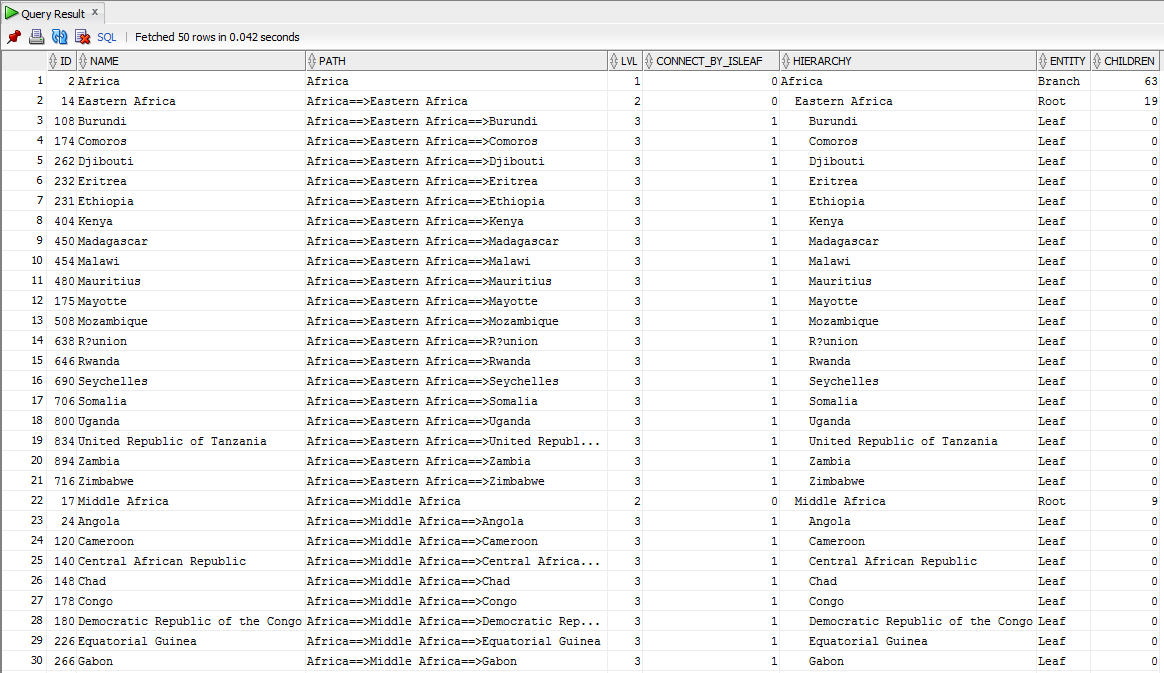 Query Result x
SQL | Fetched 50 rows in 0.042 seconds
ID NAME PATH LVL CONNECT_BY_ISLEAF HIERARCHY ENTITY CHILDREN
1 2 Africa Africa 1 0 Africa Branch 63
2 14 Eastern Africa Africa==>Eastern Africa 2 0 Eastern Africa Root 19
3 108 Burundi Africa==>Eastern Africa==>Burundi 3 1 Burundi Leaf 0
4 174 Comoros Africa==>Eastern Africa==>Comoros 3 1 Comoros Leaf 0
5 262 Djibouti Africa==>Eastern Africa==>Djibouti 3 1 Djibouti Leaf 0
6 232 Eritrea Africa==>Eastern Africa==>Eritrea 3 1 Eritrea Leaf 0
7 231 Ethiopia Africa==>Eastern Africa==>Ethiopia 3 1 Ethiopia Leaf 0
8 404 Kenya Africa==>Eastern Africa==>Kenya 3 1 Kenya Leaf 0
9 450 Madagascar Africa==>Eastern Africa==>Madagascar 3 1 Madagascar Leaf 0
10 454 Malawi Africa==>Eastern Africa==>Malawi 3 1 Malawi Leaf 0
11 480 Mauritius Africa==>Eastern Africa==>Mauritius 3 1 Mauritius Leaf 0
12 175 Mayotte Africa==>Eastern Africa==>Mayotte 3 1 Mayotte Leaf 0
13 508 Mozambique Africa==>Eastern Africa==>Mozambique 3 1 Mozambique Leaf 0
14 638 R?union Africa==>Eastern Africa==>R?union 3 1 R?union Leaf 0
15 646 Rwanda Africa==>Eastern Africa==>Rwanda 3 1 Rwanda Leaf 0
16 690 Seychelles Africa==>Eastern Africa==>Seychelles 3 1 Seychelles Leaf 0
17 706 Somalia Africa==>Eastern Africa==>Somalia 3 1 Somalia Leaf 0
18 800 Uganda Africa==>Eastern Africa==>Uganda 3 1 Uganda Leaf 0
19 834 United Republic of Tanzania Africa==>Eastern Africa==>United Republ... 3 1 United Republic of Tanzania Leaf 0
20 894 Zambia Africa==>Eastern Africa==>Zambia 3 1 Zambia Leaf 0
21 716 Zimbabwe Africa==>Eastern Africa==>Zimbabwe 3 1 Zimbabwe Leaf 0
22 17 Middle Africa Africa==>Middle Africa 2 0 Middle Africa Root 9
23 24 Angola Africa==>Middle Africa==>Angola 3 1 Angola Leaf 0
24 120 Cameroon Africa==>Middle Africa==>Cameroon 3 1 Cameroon Leaf 0
25 140 Central African Republic Africa==>Middle Africa==>Central Africa... 3 1 Central African Republic Leaf 0
26 148 Chad Africa==>Middle Africa==>Chad 3 1 Chad Leaf 0
27 178 Congo Africa==>Middle Africa==>Congo 3 1 Congo Leaf 0
28 180 Democratic Republic of the Congo Africa==>Middle Africa==>Democratic Rep... 3 1 Democratic Republic of the Congo Leaf 0
29 226 Equatorial Guinea Africa==>Middle Africa==>Equatorial Guinea 3 1 Equatorial Guinea Leaf 0
30 266 Gabon Africa==>Middle Africa==>Gabon 3 1 Gabon Leaf 0